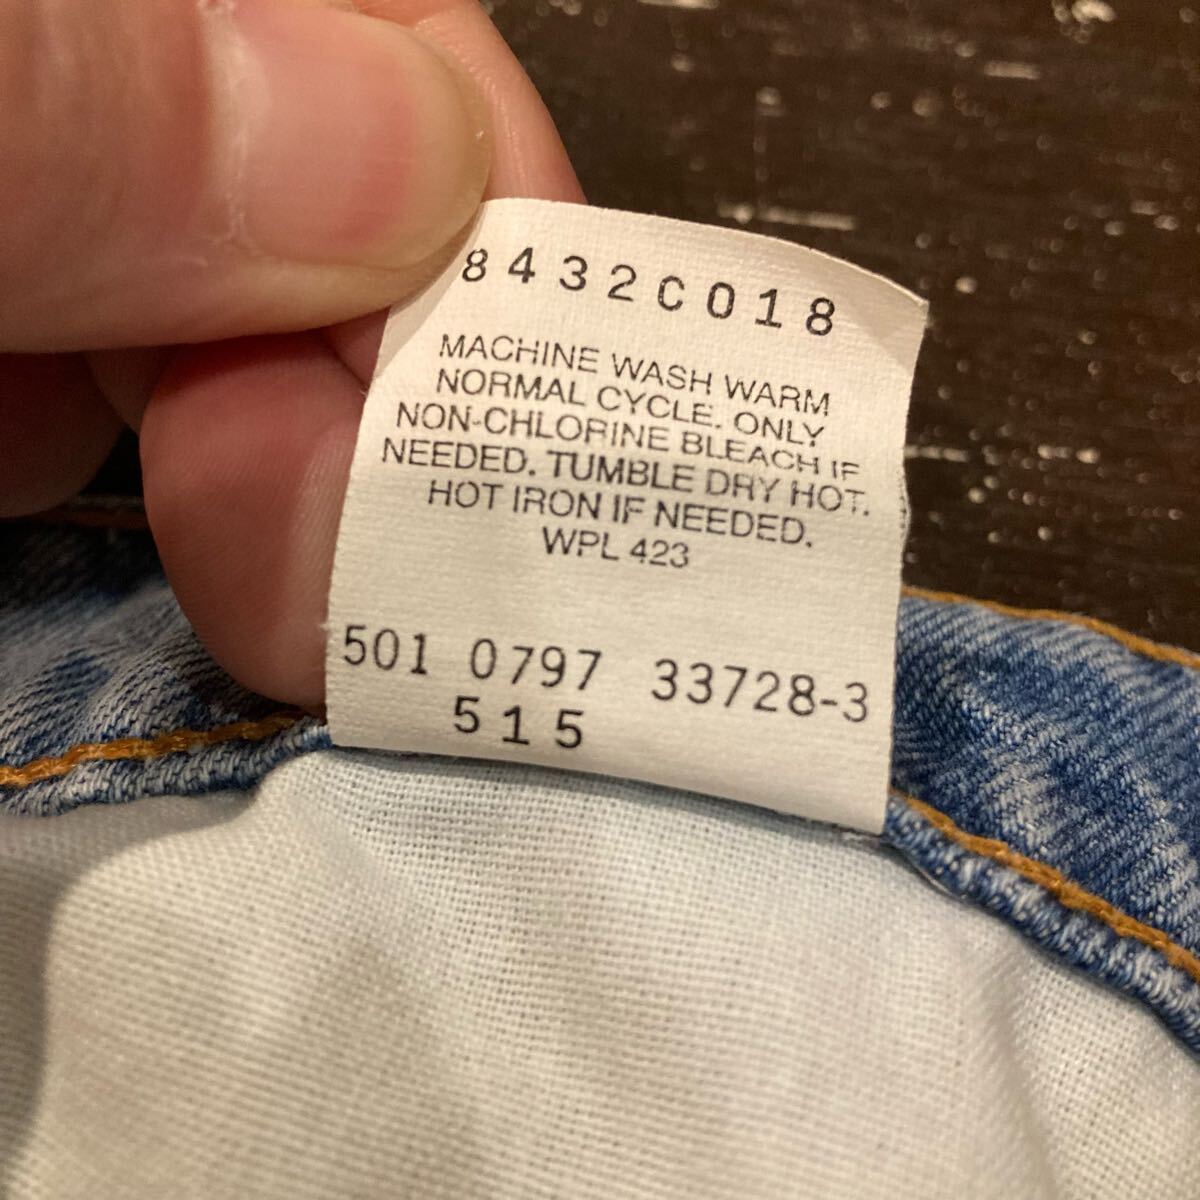 8432C018
MACHINE WASH WARM
NORMAL CYCLE. ONLY
NON-CHLORINE BLEACH IF
NEEDED. TUMBLE DRY HOT.
HOT IRON IF NEEDED.
WPL 423
501 0797 33728-3
515